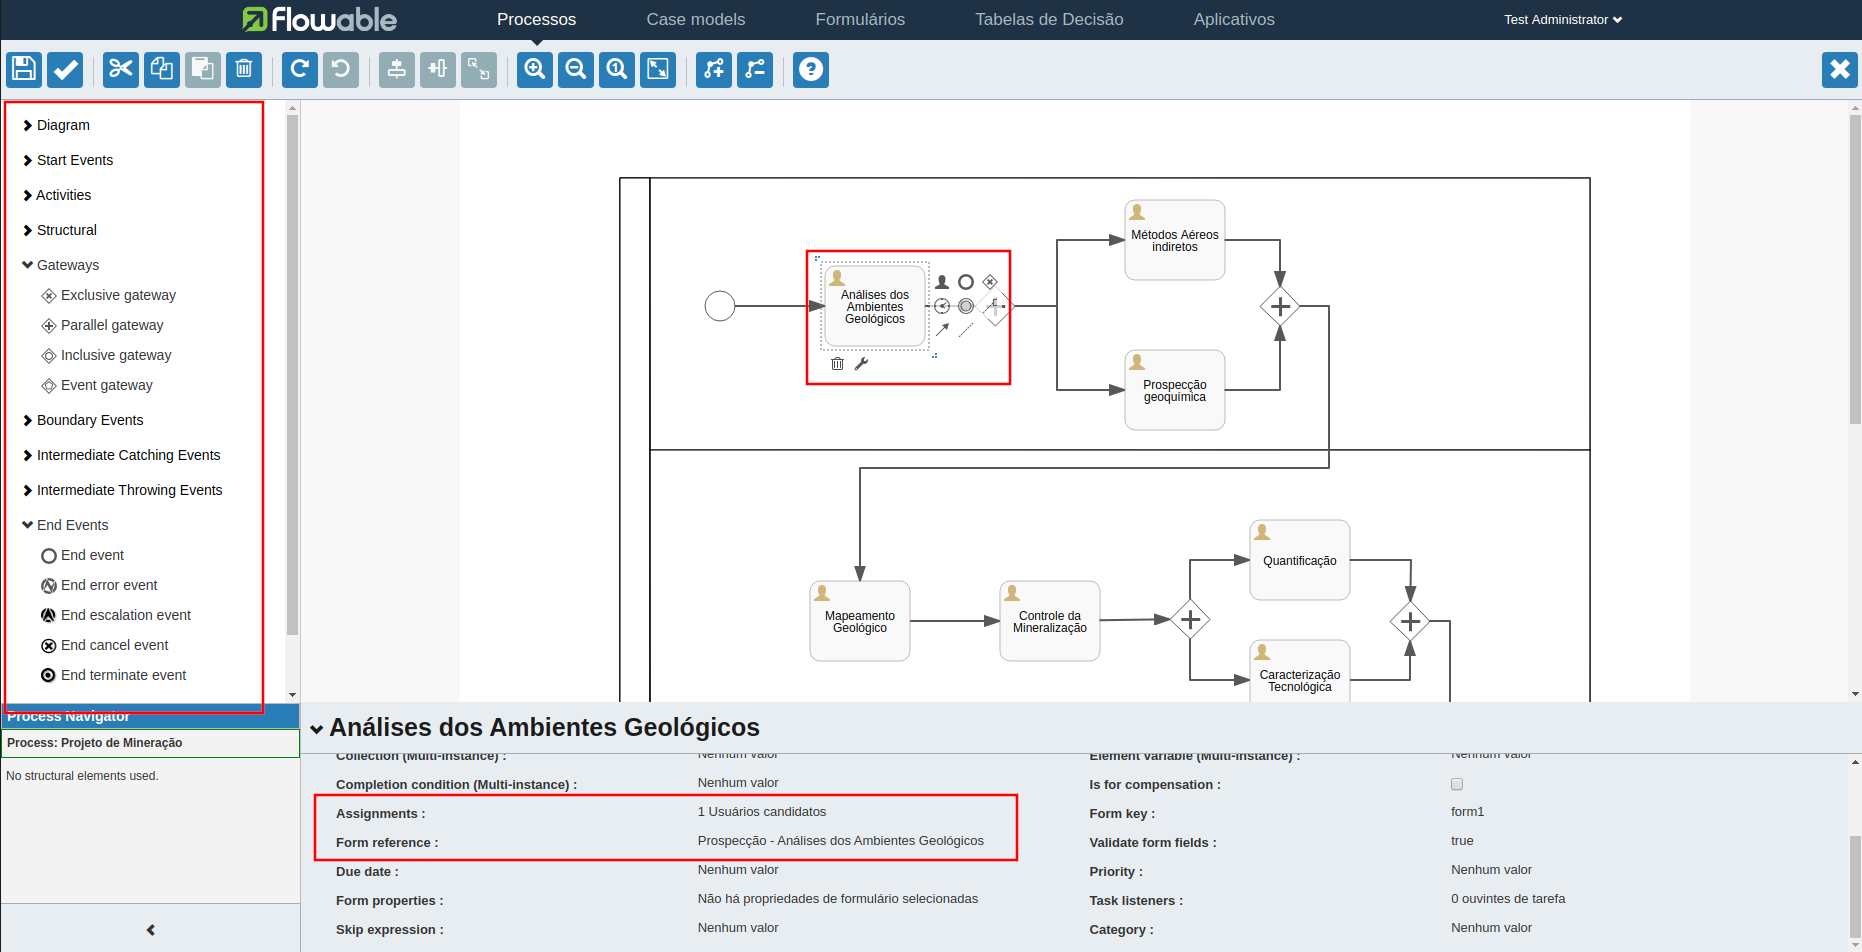 flowable
Processos
Case models
Formulários
Tabelas de Decisão
Aplicativos
Test Administrator
Diagram
Start Events
Activities
Structural
Gateways
Exclusive gateway
Parallel gateway
Inclusive gateway
Event gateway
Boundary Events
Intermediate Catching Events
Intermediate Throwing Events
End Events
End event
End error event
End escalation event
End cancel event
End terminate event
Process Navigator
Process: Projeto de Mineração
No structural elements used.
Análises dos
Ambientes
Geológicos
Métodos Aéreos
indiretos
Prospecção
geoquímica
Mapeamento
Geológico
Controle da
Mineralização
Quantificação
Caracterização
Tecnológica
Análises dos Ambientes Geológicos
Collection (Multi-instance) : Nenhum valor
Element variable (Multi-instance) : Nenhum valor
Completion condition (Multi-instance) : Nenhum valor
Is for compensation :
Assignments : 1 Usuários candidatos
Form key : form1
Form reference : Prospecção - Análises dos Ambientes Geológicos
Validate form fields : true
Due date : Nenhum valor
Priority : Nenhum valor
Form properties : Não há propriedades de formulário selecionadas
Task listeners : 0 ouvintes de tarefa
Skip expression : Nenhum valor
Category : Nenhum valor